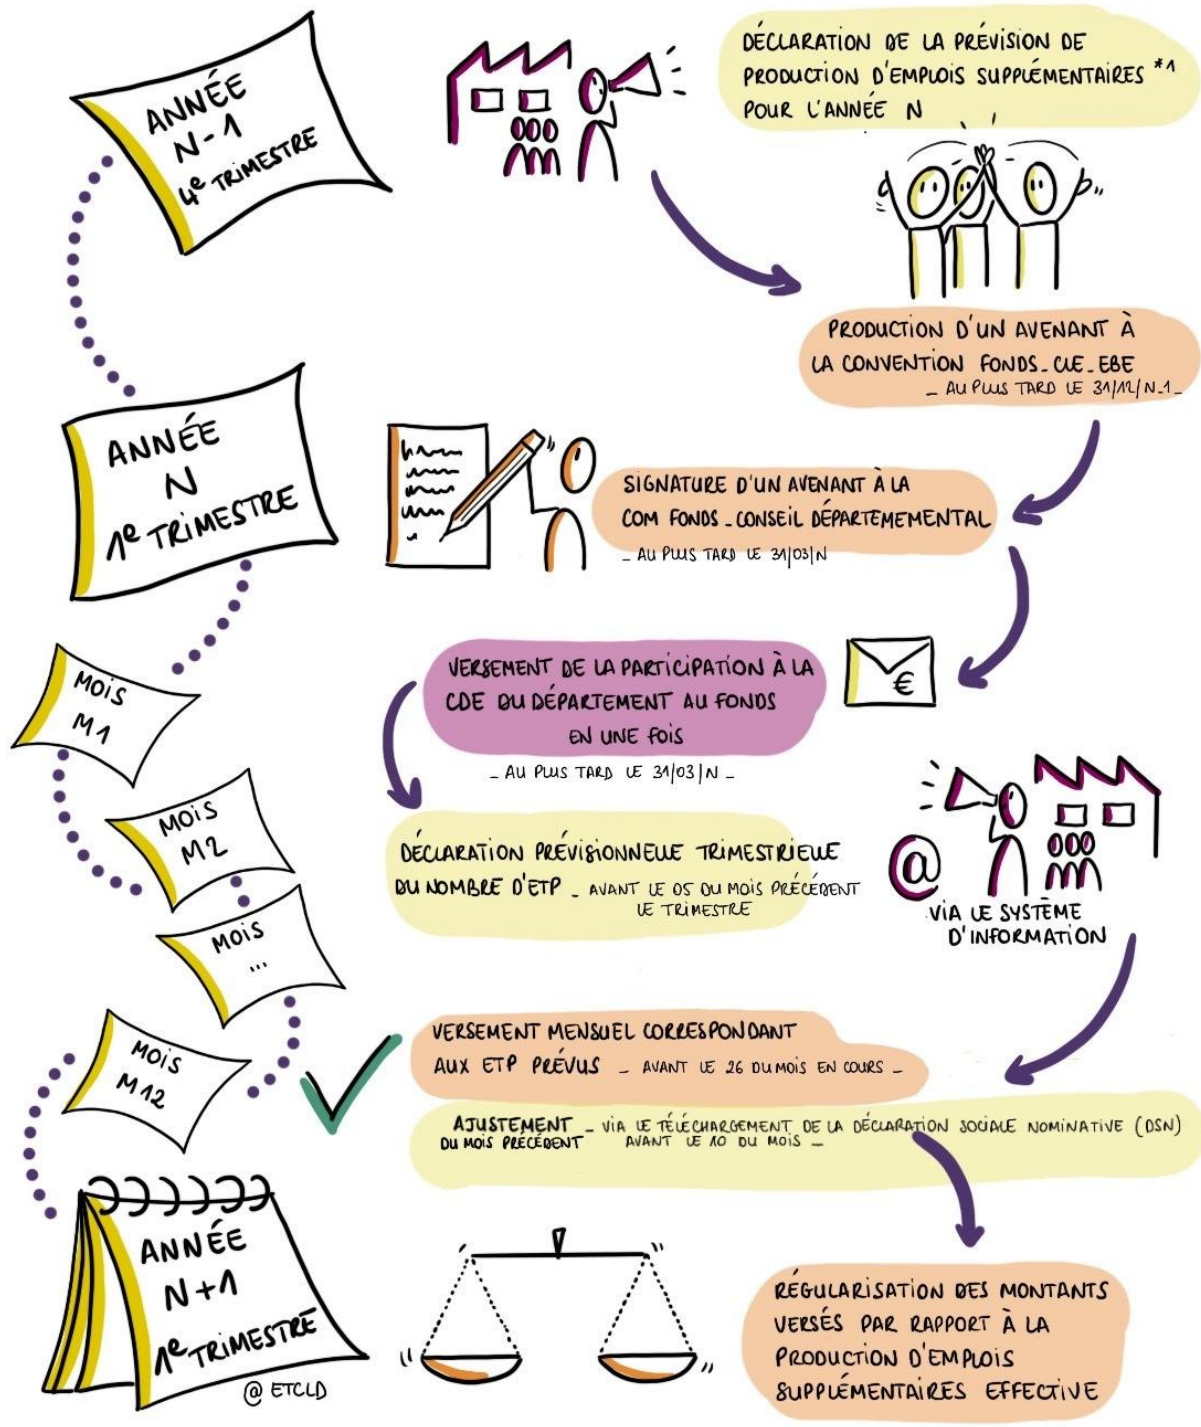 ANNÉE
N-1
4e TRIMESTRE
DÉCLARATION DE LA PRÉVISION DE
PRODUCTION D'EMPLOIS SUPPLÉMENTAIRES *1
POUR L'ANNÉE N
PRODUCTION D'UN AVENANT À
LA CONVENTION FONDS_CLE_EBE
_ AU PLUS TARD LE 31/12/N_1_
ANNÉE
N
1e TRIMESTRE
SIGNATURE D'UN AVENANT À LA
COM FONDS_CONSEIL DÉPARTEMEMENTAL
_ AU PLUS TARD LE 31/03/N
MOIS
M1
VERSEMENT DE LA PARTICIPATION À LA
CDE DU DÉPARTEMENT AU FONDS
EN UNE FOIS
_ AU PLUS TARD LE 31/03/N _
€
MOIS
M2
DÉCLARATION PRÉVISIONNELLE TRIMESTRIELLE
DU NOMBRE D'ETP _ AVANT LE 05 DU MOIS PRÉCÉDENT
LE TRIMESTRE
@
VIA LE SYSTÈME
D'INFORMATION
MOIS
...
MOIS
M12
VERSEMENT MENSUEL CORRESPONDANT
AUX ETP PRÉVUS _ AVANT LE 26 DU MOIS EN COURS _
AJUSTEMENT _ VIA LE TÉLÉCHARGEMENT DE LA DÉCLARATION SOCIALE NOMINATIVE (DSN)
DU MOIS PRÉCÉDENT AVANT LE 10 DU MOIS _
ANNÉE
N+1
1e TRIMESTRE
@ ETCLD
RÉGULARISATION DES MONTANTS
VERSÉS PAR RAPPORT À LA
PRODUCTION D'EMPLOIS
SUPPLÉMENTAIRES EFFECTIVE